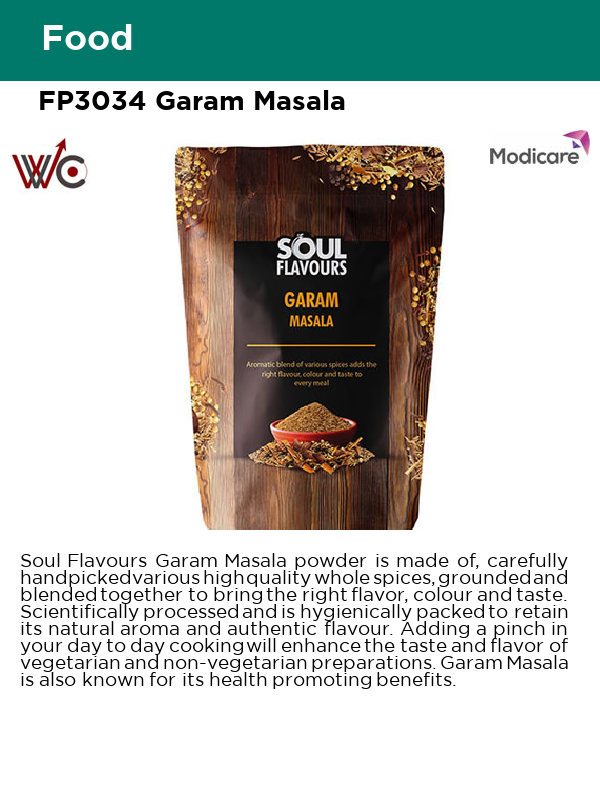 Food
FP3034 Garam Masala
WC
Modicare
SOUL
FLAVOURS
GARAM
MASALA
Aromatic blend of various spices adds the
right flavour, colour and taste to
every meal
Soul Flavours Garam Masala powder is made of, carefully
handpicked various high quality whole spices, grounded and
blended together to bring the right flavor, colour and taste.
Scientifically processed and is hygienically packed to retain
its natural aroma and authentic flavour. Adding a pinch in
your day to day cooking will enhance the taste and flavor of
vegetarian and non-vegetarian preparations. Garam Masala
is also known for its health promoting benefits.